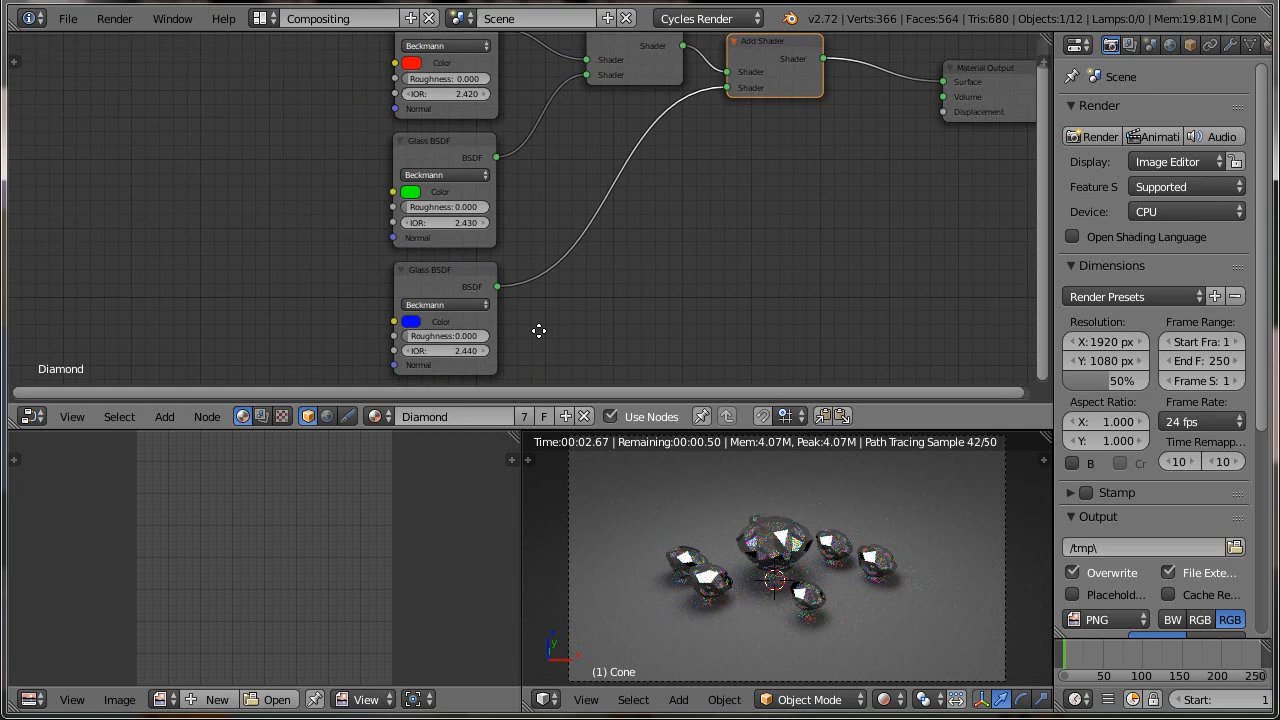 File Render Window Help Compositing Scene Cycles Render v2.72 | Verts:366 | Faces:564 | Tris:680 | Objects:1/12 | Lamps:0/0 | Mem:19.81M | Cone
Beckmann
Color
Roughness: 0.000
IOR: 2.420
Normal
Shader
Shader
Shader
Add Shader
Shader
Shader
Shader
Material Output
Surface
Volume
Displacement
Glass BSDF
BSDF
Beckmann
Color
Roughness: 0.000
IOR: 2.430
Normal
Glass BSDF
BSDF
Beckmann
Color
Roughness: 0.000
IOR: 2.440
Normal
Diamond
View Select Add Node Diamond 7 F Use Nodes
Time:00:02.67 | Remaining:00:00.50 | Mem:4.07M, Peak:4.07M | Path Tracing Sample 42/50
y
x
(1) Cone
View Image New Open View
View Select Add Object Object Mode
Scene
Render
Render Animati Audio
Display: Image Editor
Feature S Supported
Device: CPU
Open Shading Language
Dimensions
Render Presets
Resolution: Frame Range:
X: 1920 px Start Fra: 1
Y: 1080 px End F: 250
50% Frame S: 1
Aspect Ratio: Frame Rate:
X: 1.000 24 fps
Y: 1.000 Time Remapp...
B Cr 10 10
Stamp
Output
/tmp\
Overwrite File Exte...
Placehold... Cache Re...
PNG BW RGB RGB
50 100 150 200 250
Start: 1